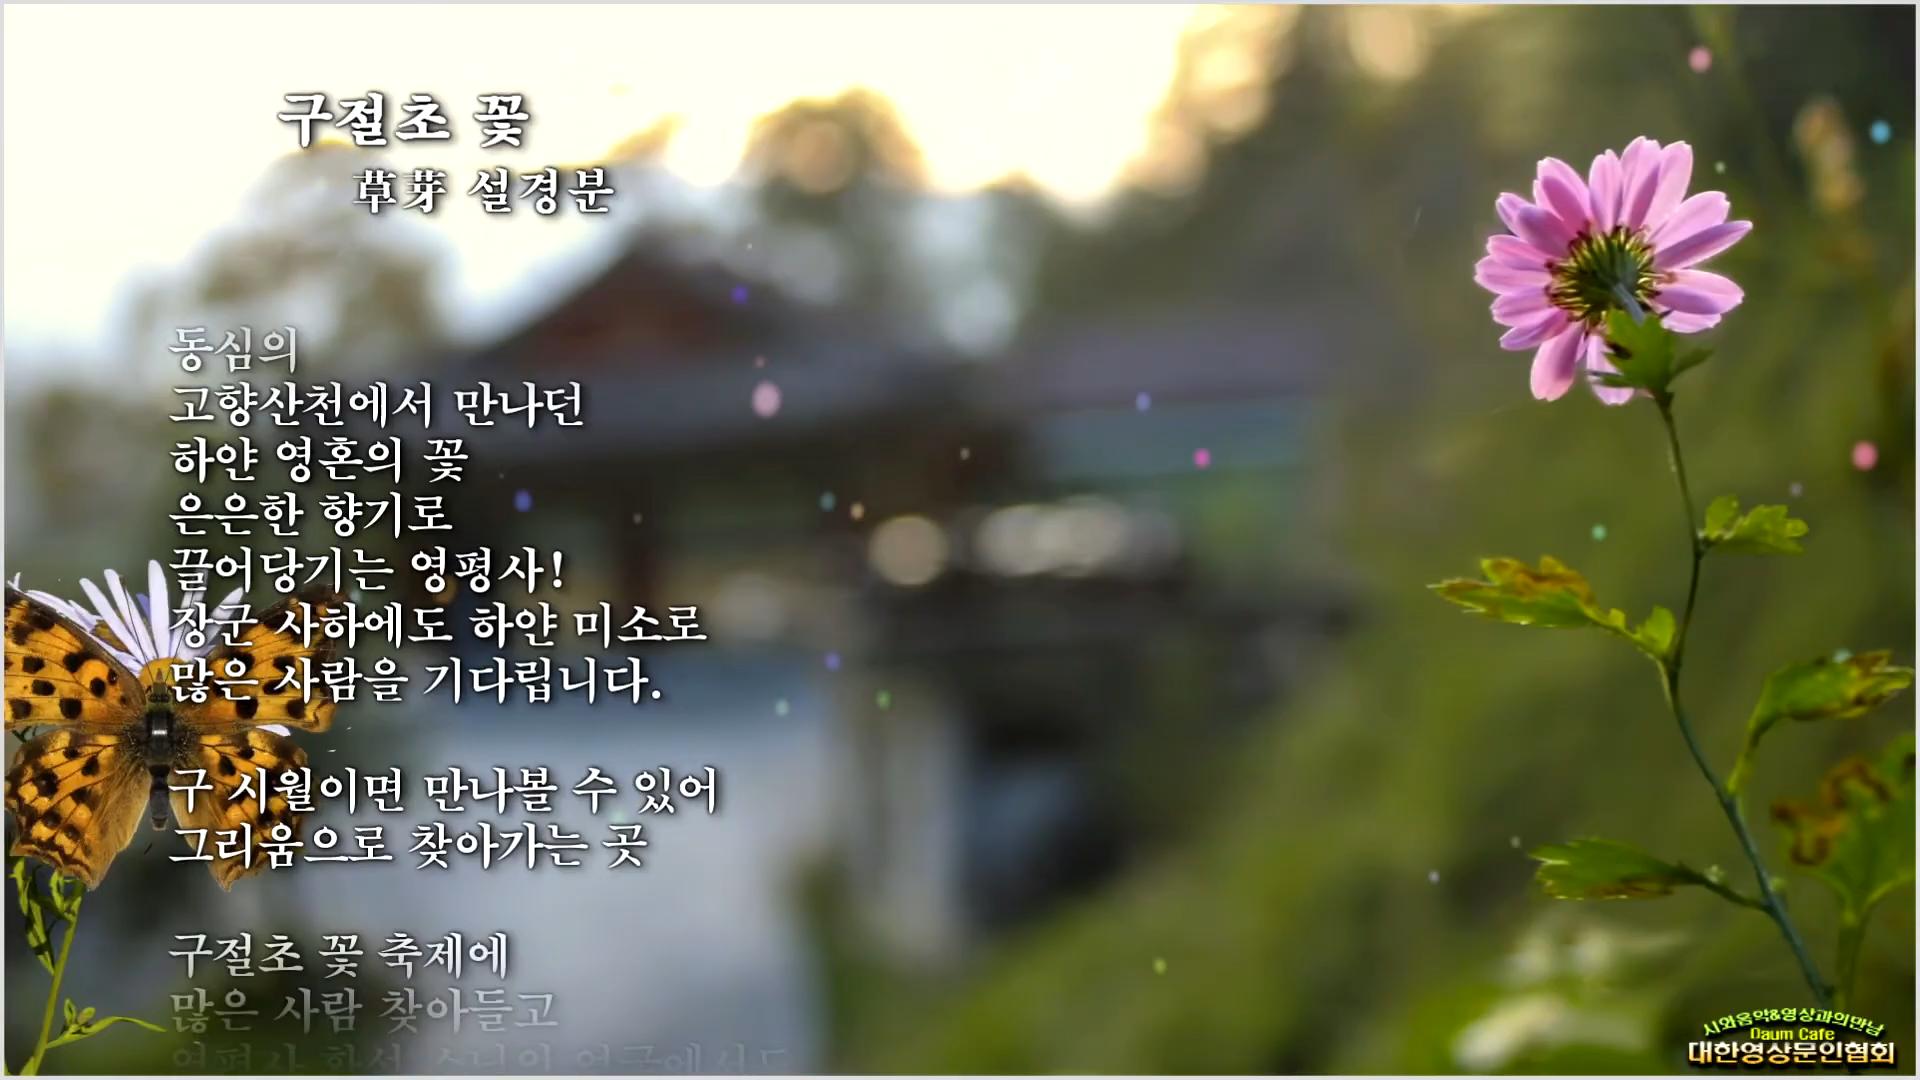 구절초 꽃
草芽 설경분
동심의
고향산천에서 만나던
하얀 영혼의 꽃
은은한 향기로
끌어당기는 영평사!
장군 사하에도 하얀 미소로
많은 사람을 기다립니다.
구 시월이면 만나볼 수 있어
그리움으로 찾아가는 곳
구절초 꽃 축제에
많은 사람 찾아들고
시와음악&영상과의만남
Daum Cafe
대한영상문인협회